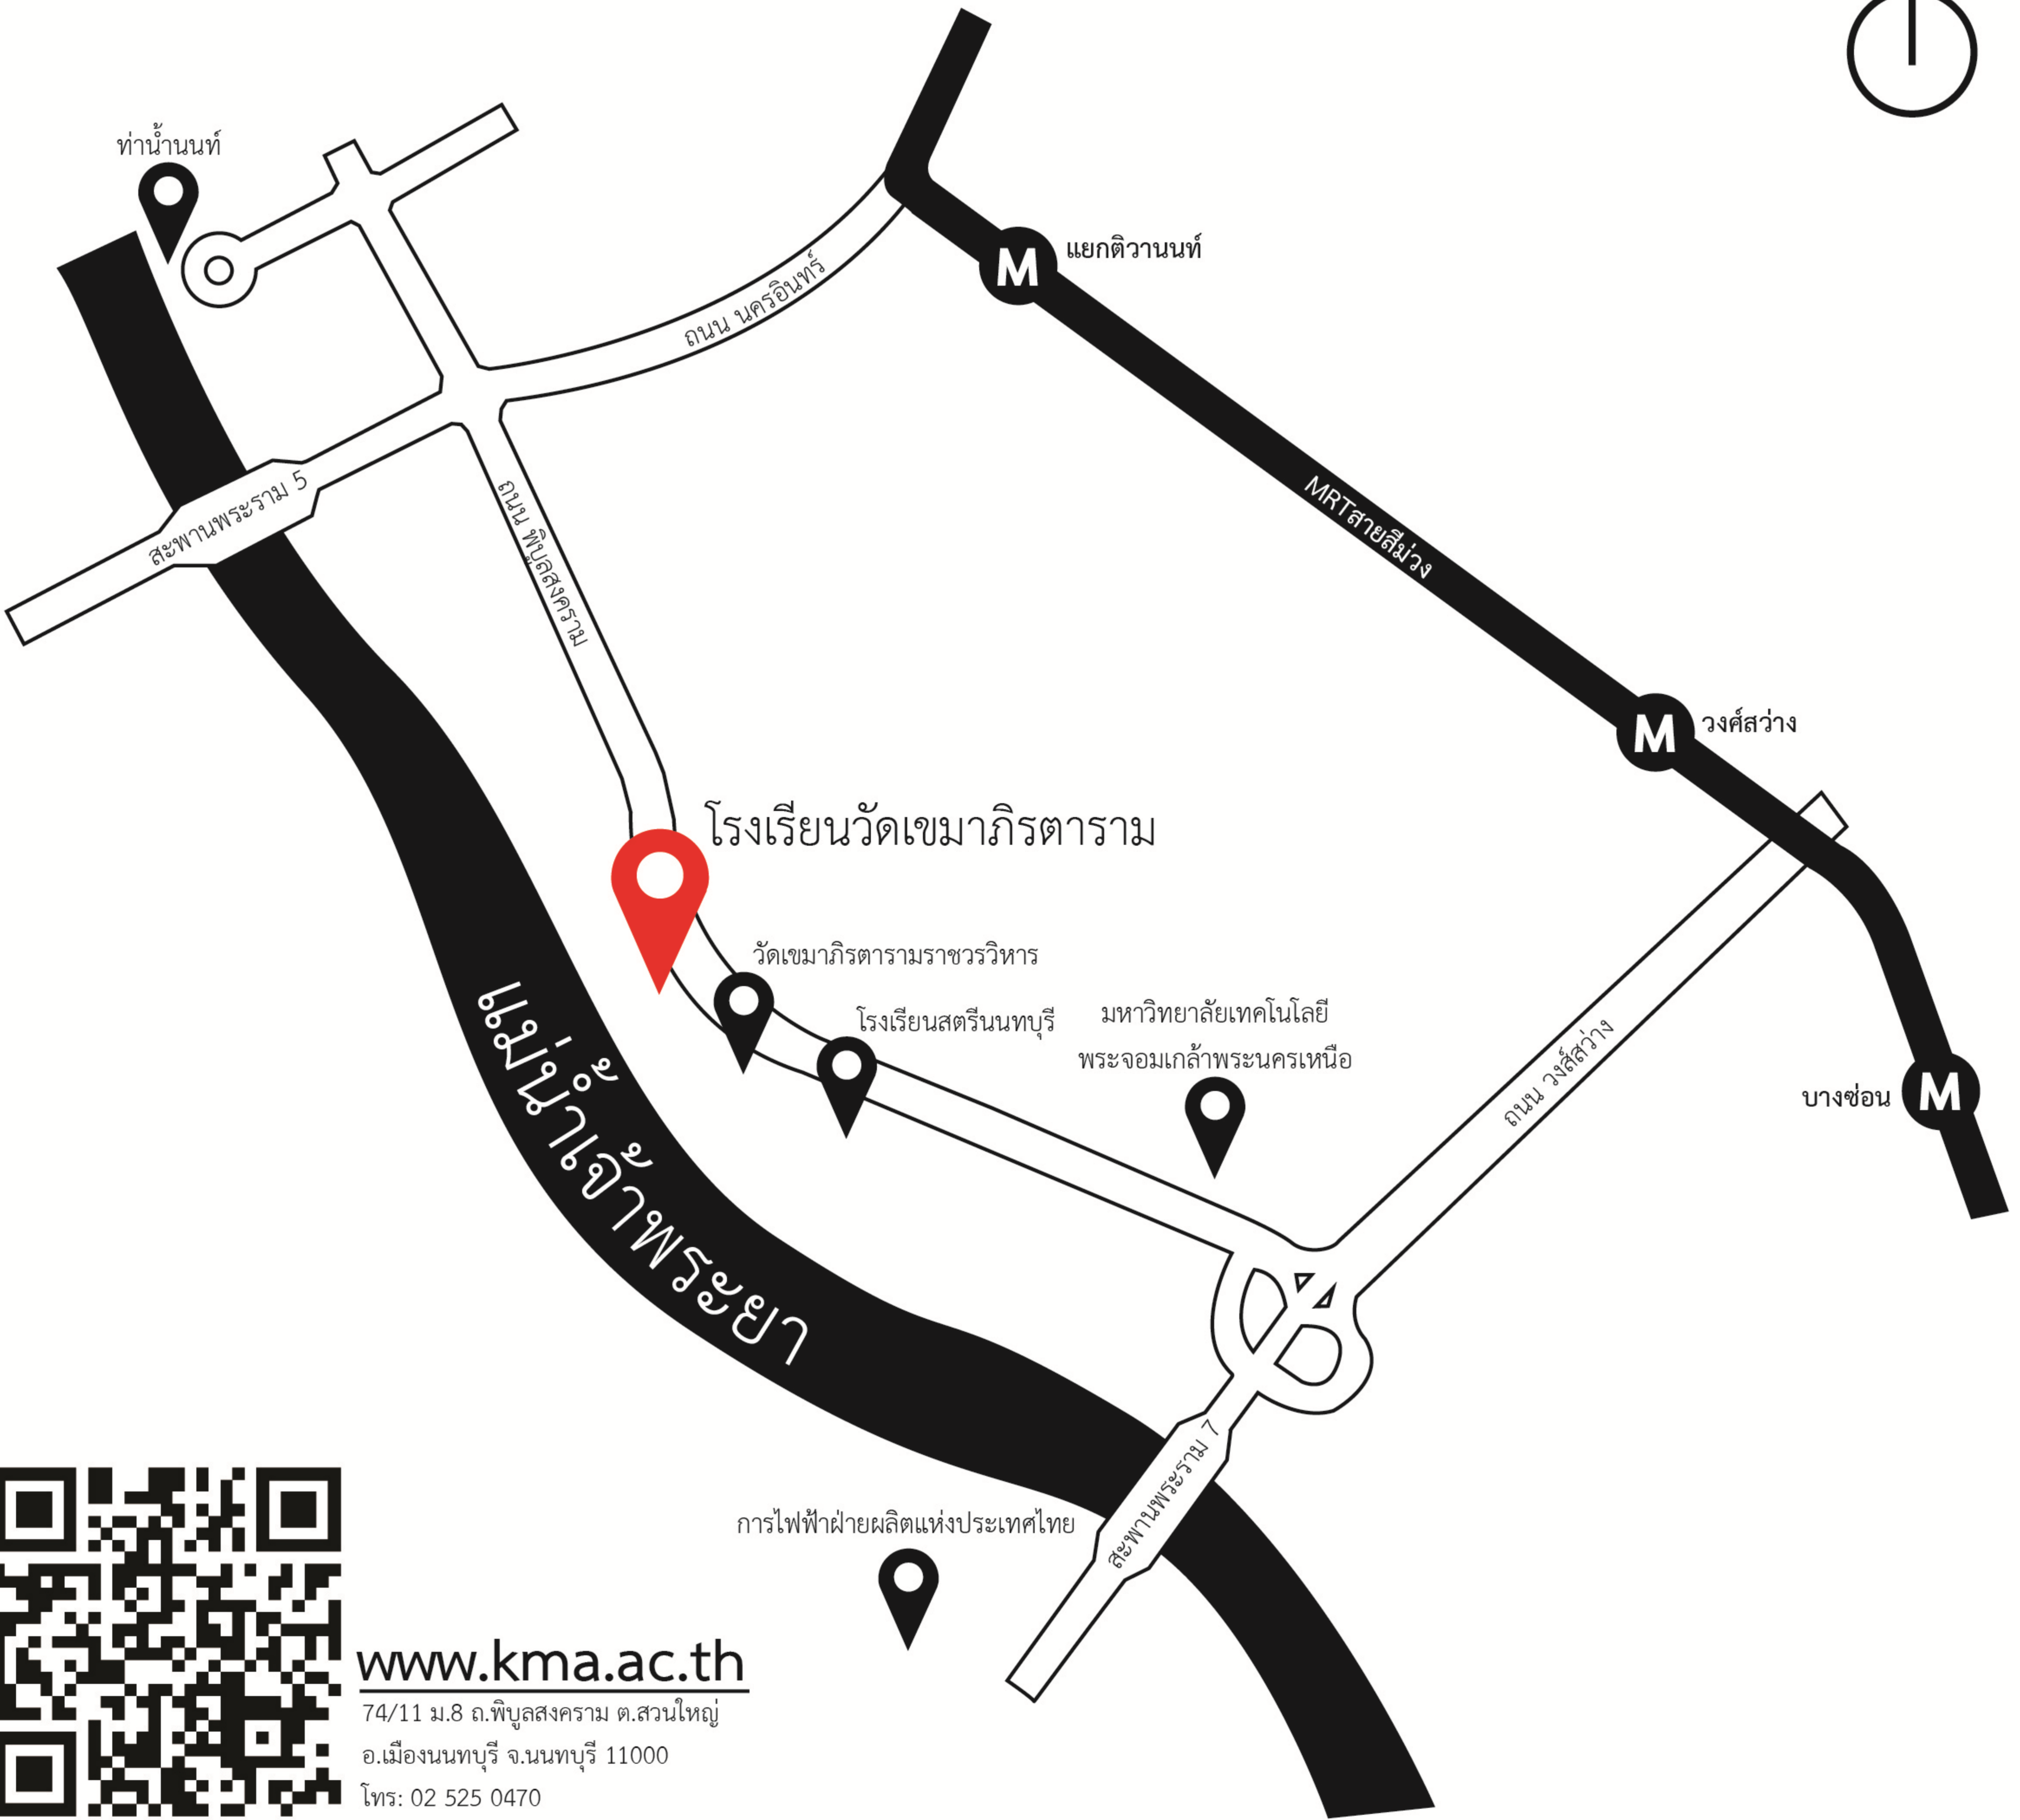 ท่าน้ำนนท์
M
แยกติวานนท์
ถนน นครอินทร์
สะพานพระราม 5
ถนน พิบูลสงคราม
MRTสายสีม่วง
M
วงศ์สว่าง
โรงเรียนวัดเขมาภิรตาราม
วัดเขมาภิรตารามราชวรวิหาร
โรงเรียนสตรีนนทบุรี
มหาวิทยาลัยเทคโนโลยี
พระจอมเกล้าพระนครเหนือ
ถนน วงส์สว่าง
บางซ่อน
M
แม่น้ำเจ้าพระยา
สะพานพระราม 7
การไฟฟ้าฝ่ายผลิตแห่งประเทศไทย
www.kma.ac.th
74/11 ม.8 ถ.พิบูลสงคราม ต.สวนใหญ่
อ.เมืองนนทบุรี จ.นนทบุรี 11000
โทร: 02 525 0470